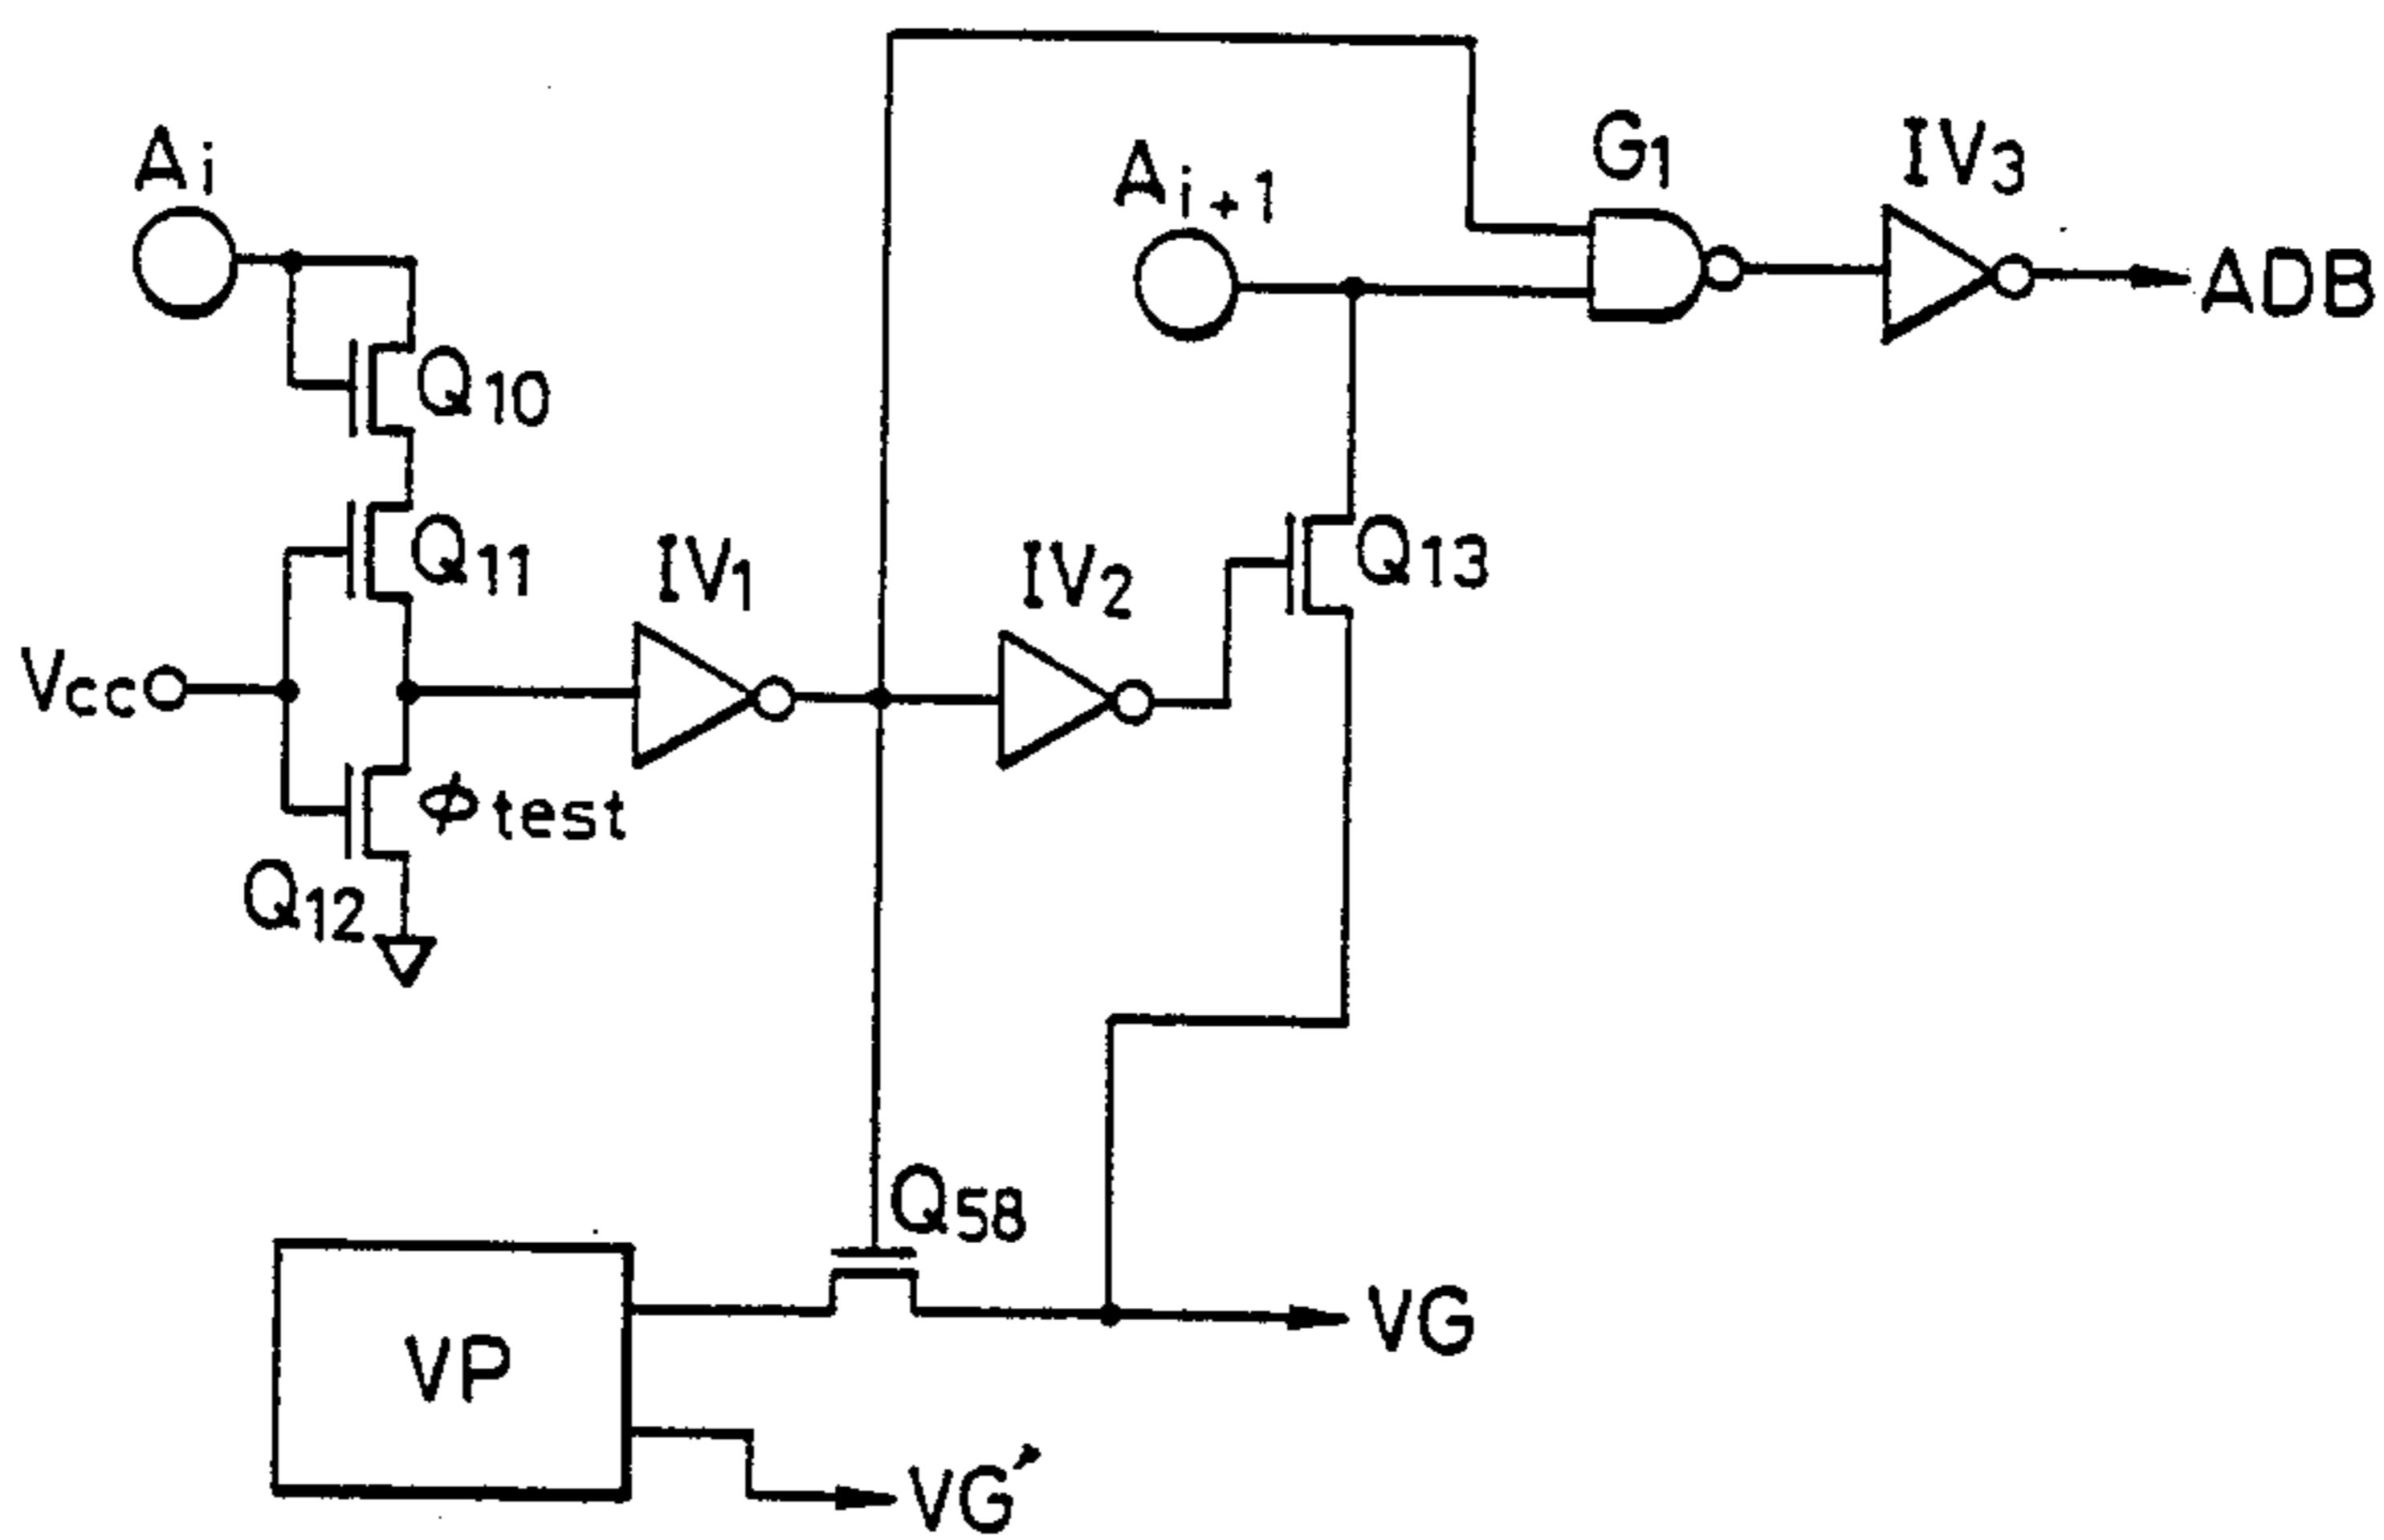 Ai
Ai+1
G1
IV3
ADB
Q10
Q11
IV1
IV2
Q13
Vcc
ϕtest
Q12
Q58
VP
VG
VG'